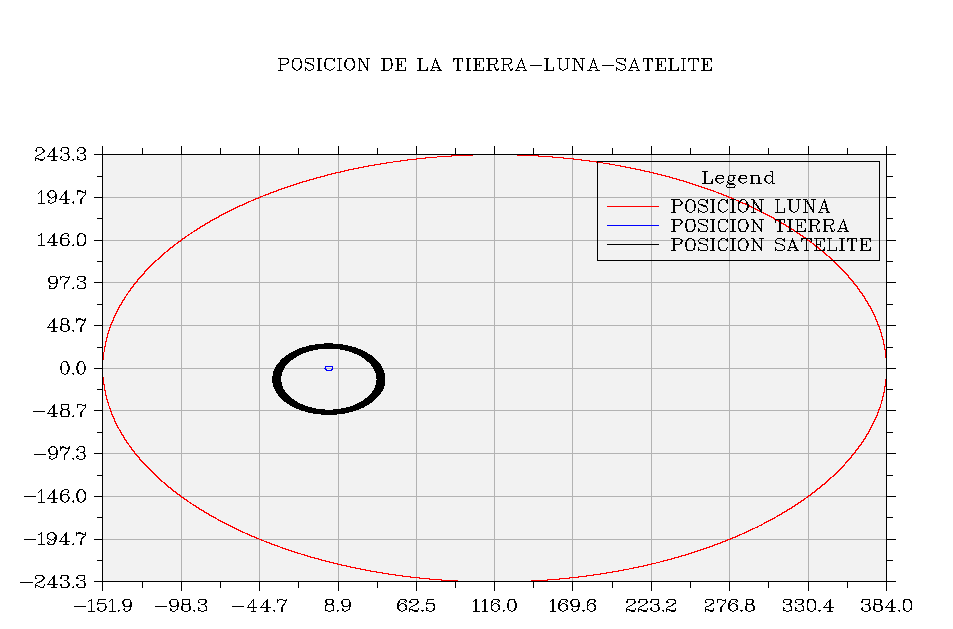 POSICION DE LA TIERRA-LUNA-SATELITE
Legend
POSICION LUNA
POSICION TIERRA
POSICION SATELITE
243.3
194.7
146.0
97.3
48.7
0.0
-48.7
-97.3
-146.0
-194.7
-243.3
-151.9 -98.3 -44.7 8.9 62.5 116.0 169.6 223.2 276.8 330.4 384.0